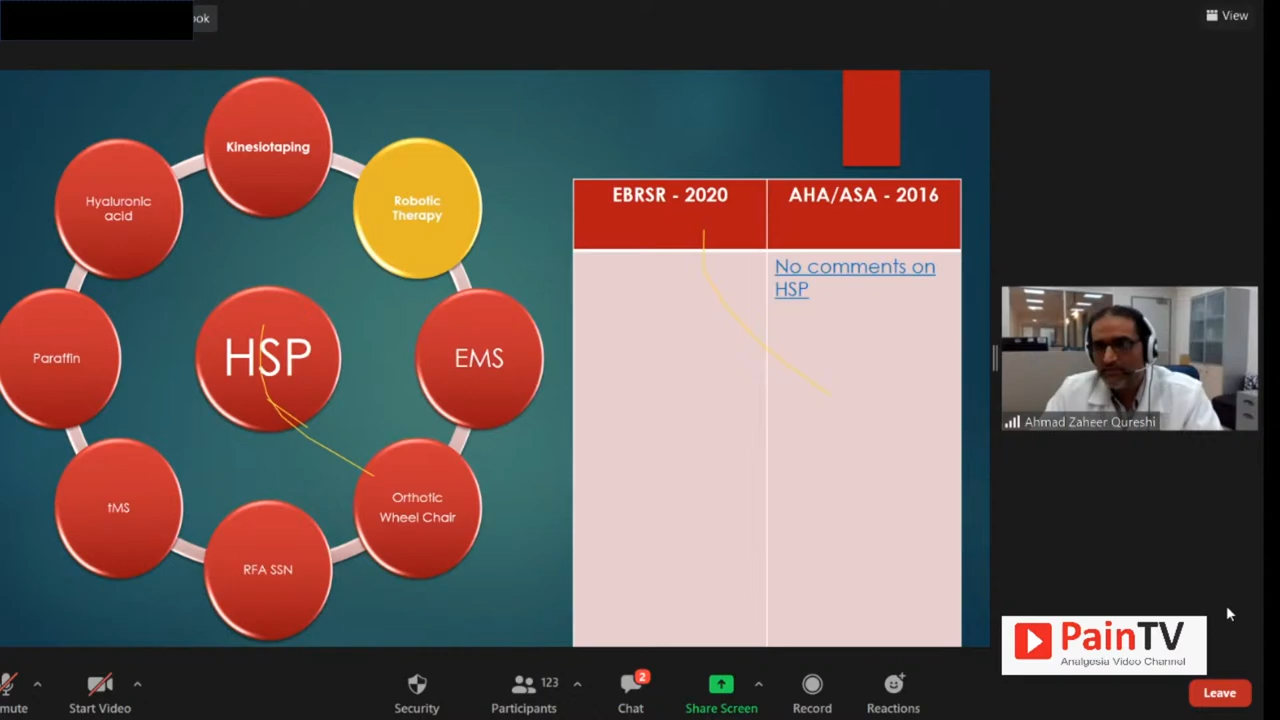 ook
View
Kinesiotaping
Robotic
Therapy
EMS
Orthotic
Wheel Chair
RFA SSN
tMS
Paraffin
Hyaluronic
acid
HSP
EBRSR - 2020
AHA/ASA - 2016
No comments on
HSP
Ahmad Zaheer Qureshi
PainTV
Analgesia Video Channel
mute
Start Video
Security
Participants
123
Chat
2
Share Screen
Record
Reactions
Leave